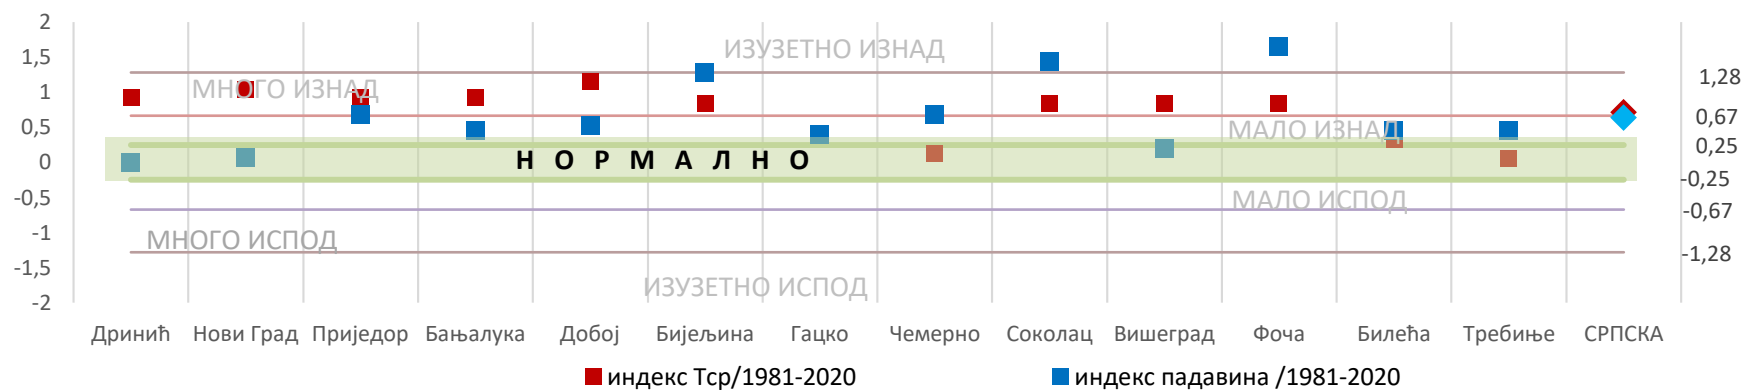 2
1,5
1
0,5
0
-0,5
-1
-1,5
-2
ИЗУЗЕТНО ИЗНАД
МНОГО ИЗНАД
МАЛО ИЗНАД
Н О Р М А Л Н О
МАЛО ИСПОД
МНОГО ИСПОД
ИЗУЗЕТНО ИСПОД
1,28
0,67
0,25
-0,25
-0,67
-1,28
Дринић Нови Град Приједор Бањалука Добој Бијељина Гацко Чемерно Соколац Вишеград Фоча Билећа Требиње СРПСКА
индекс Тср/1981-2020 индекс падавина /1981-2020